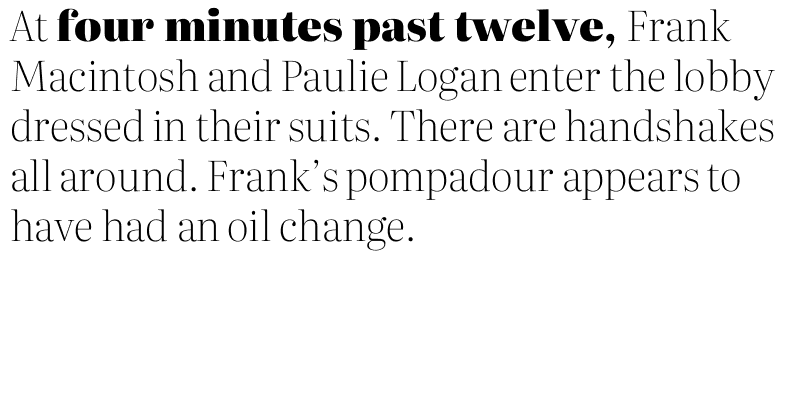 At four minutes past twelve, Frank
Macintosh and Paulie Logan enter the lobby
dressed in their suits. There are handshakes
all around. Frank’s pompadour appears to
have had an oil change.